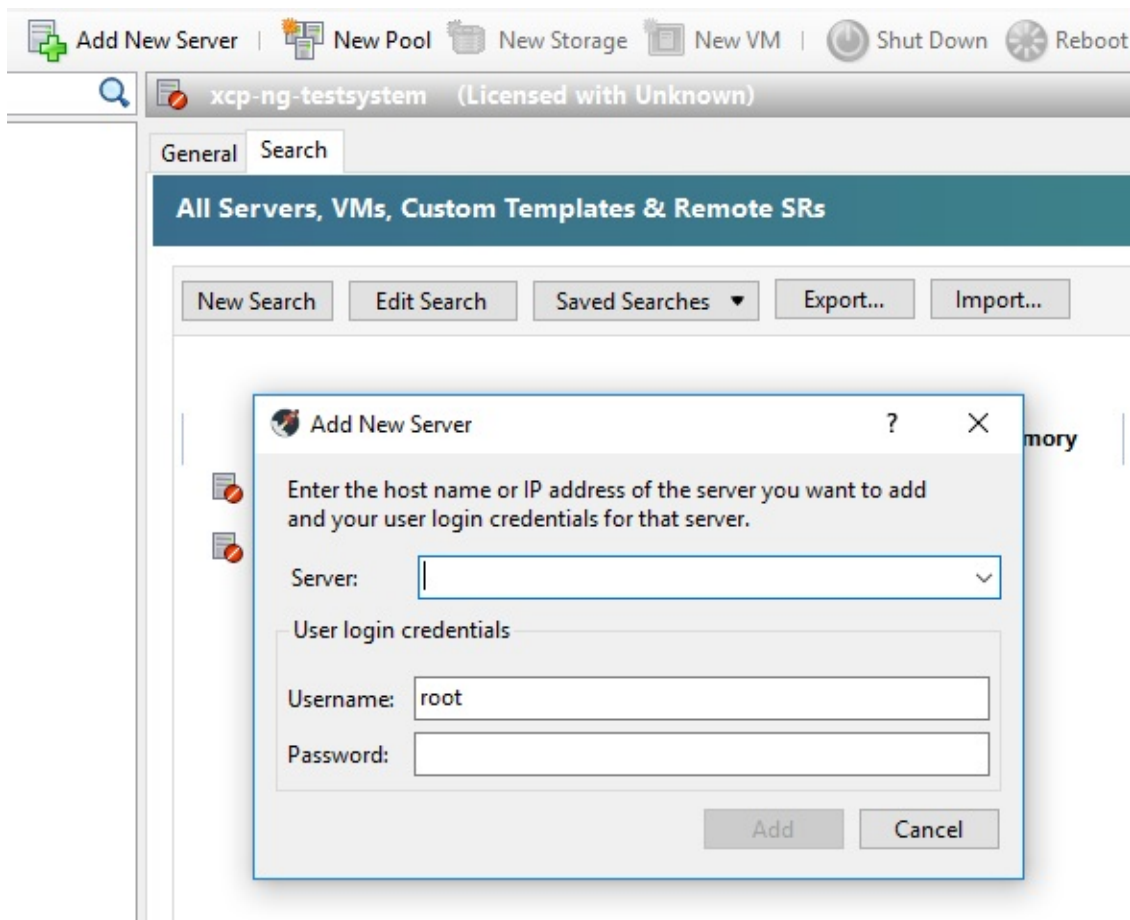 Add New Server New Pool New Storage New VM Shut Down Reboot
xcp-ng-testsystem (Licensed with Unknown)
General Search
All Servers, VMs, Custom Templates & Remote SRs
New Search Edit Search Saved Searches Export... Import...
Add New Server ?
mory
Enter the host name or IP address of the server you want to add
and your user login credentials for that server.
Server:
User login credentials
Username: root
Password:
Add Cancel